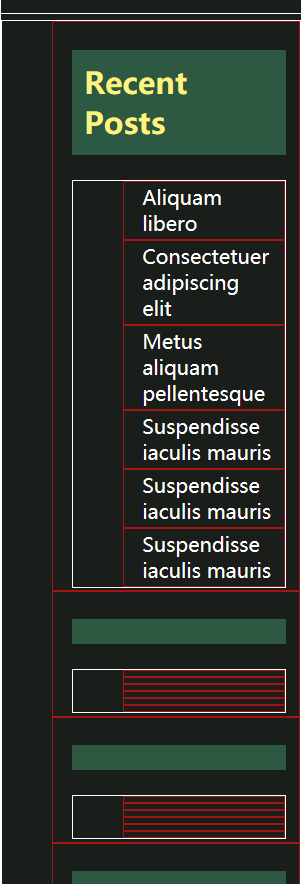 Recent
Posts
Aliquam
libero
Consectetuer
adipiscing
elit
Metus
aliquam
pellentesque
Suspendisse
iaculis mauris
Suspendisse
iaculis mauris
Suspendisse
iaculis mauris